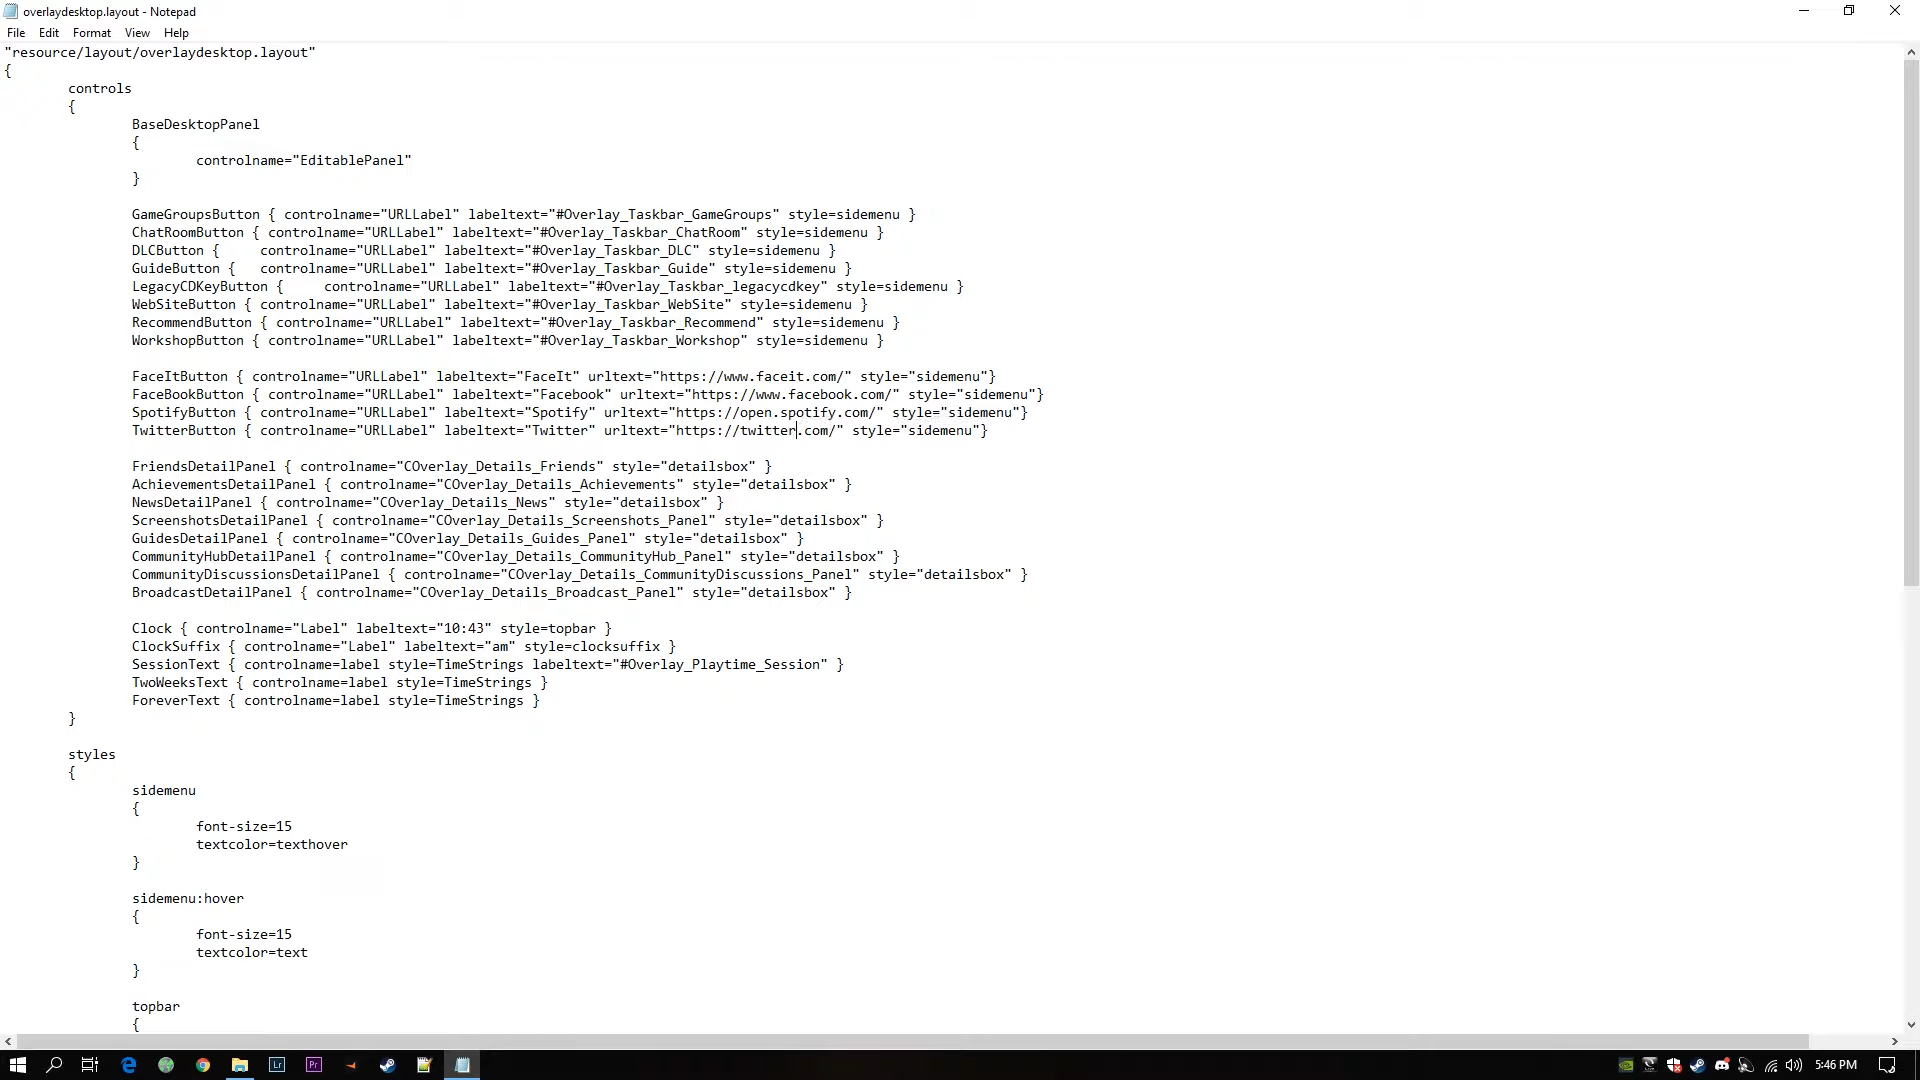 overlaydesktop.layout - Notepad
File Edit Format View Help
"resource/layout/overlaydesktop.layout"
{
controls
{
BaseDesktopPanel
{
controlname="EditablePanel"
}
GameGroupsButton { controlname="URLLabel" labeltext="#Overlay_Taskbar_GameGroups" style=sidemenu }
ChatRoomButton { controlname="URLLabel" labeltext="#Overlay_Taskbar_ChatRoom" style=sidemenu }
DLCButton { controlname="URLLabel" labeltext="#Overlay_Taskbar_DLC" style=sidemenu }
GuideButton { controlname="URLLabel" labeltext="#Overlay_Taskbar_Guide" style=sidemenu }
LegacyCDKeyButton { controlname="URLLabel" labeltext="#Overlay_Taskbar_legacycdkey" style=sidemenu }
WebSiteButton { controlname="URLLabel" labeltext="#Overlay_Taskbar_WebSite" style=sidemenu }
RecommendButton { controlname="URLLabel" labeltext="#Overlay_Taskbar_Recommend" style=sidemenu }
WorkshopButton { controlname="URLLabel" labeltext="#Overlay_Taskbar_Workshop" style=sidemenu }
FaceItButton { controlname="URLLabel" labeltext="FaceIt" urltext="https://www.faceit.com/" style="sidemenu"}
FaceBookButton { controlname="URLLabel" labeltext="Facebook" urltext="https://www.facebook.com/" style="sidemenu"}
SpotifyButton { controlname="URLLabel" labeltext="Spotify" urltext="https://open.spotify.com/" style="sidemenu"}
TwitterButton { controlname="URLLabel" labeltext="Twitter" urltext="https://twitter.com/" style="sidemenu"}
FriendsDetailPanel { controlname="COverlay_Details_Friends" style="detailsbox" }
AchievementsDetailPanel { controlname="COverlay_Details_Achievements" style="detailsbox" }
NewsDetailPanel { controlname="COverlay_Details_News" style="detailsbox" }
ScreenshotsDetailPanel { controlname="COverlay_Details_Screenshots_Panel" style="detailsbox" }
GuidesDetailPanel { controlname="COverlay_Details_Guides_Panel" style="detailsbox" }
CommunityHubDetailPanel { controlname="COverlay_Details_CommunityHub_Panel" style="detailsbox" }
CommunityDiscussionsDetailPanel { controlname="COverlay_Details_CommunityDiscussions_Panel" style="detailsbox" }
BroadcastDetailPanel { controlname="COverlay_Details_Broadcast_Panel" style="detailsbox" }
Clock { controlname="Label" labeltext="10:43" style=topbar }
ClockSuffix { controlname="Label" labeltext="am" style=clocksuffix }
SessionText { controlname=label style=TimeStrings labeltext="#Overlay_Playtime_Session" }
TwoWeeksText { controlname=label style=TimeStrings }
ForeverText { controlname=label style=TimeStrings }
}
styles
{
sidemenu
{
font-size=15
textcolor=texthover
}
sidemenu:hover
{
font-size=15
textcolor=text
}
topbar
{
Lr Pr 5:46 PM